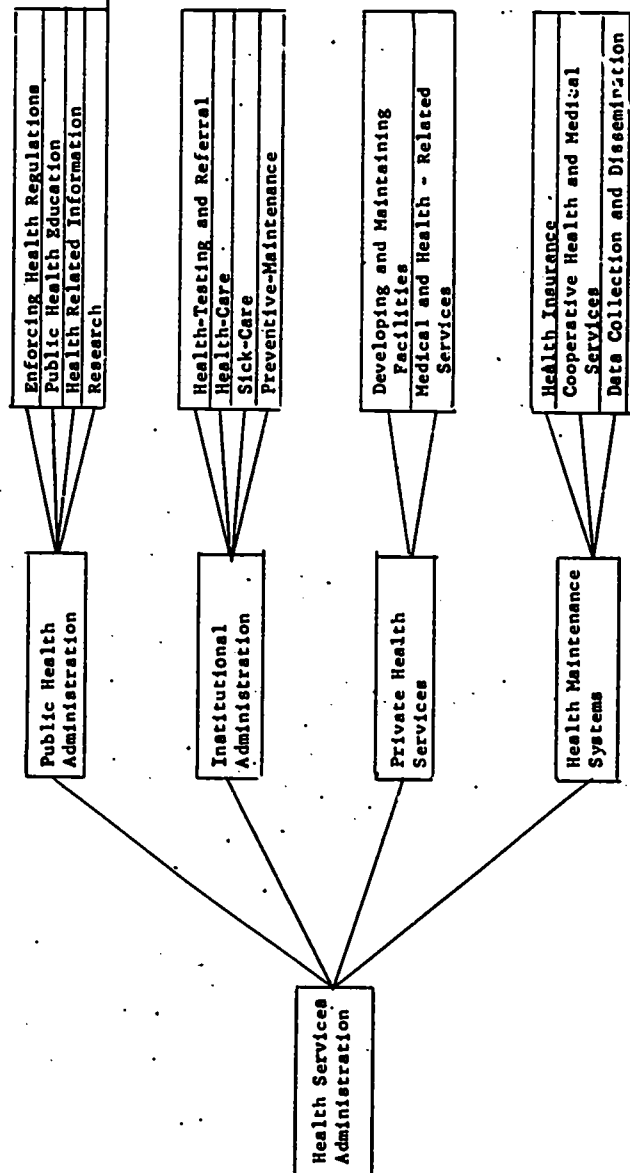 Health Services
Administration
Public Health
Administration
Enforcing Health Regulations
Public Health Education
Health Related Information
Research
Institutional
Administration
Health-Testing and Referral
Health-Care
Sick-Care
Preventive-Maintenance
Private Health
Services
Developing and Maintaining
Facilities
Medical and Health - Related
Services
Health Maintenance
Systems
Health Insurance
Cooperative Health and Medical
Services
Data Collection and Dissemination